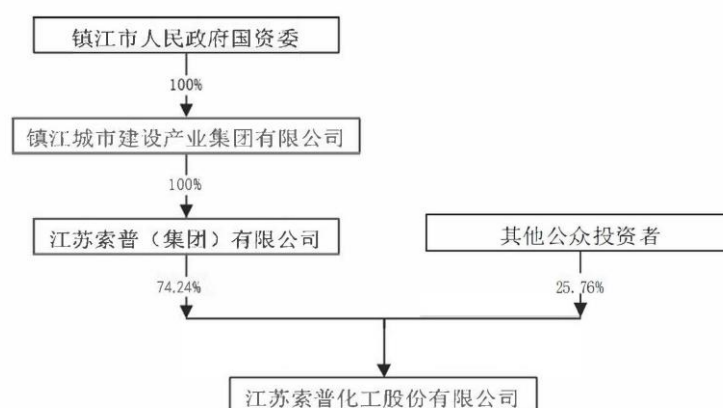 镇江市人民政府国资委
100%
镇江城市建设产业集团有限公司
100%
江苏索普（集团）有限公司
其他公众投资者
74.24%
25.76%
江苏索普化工股份有限公司